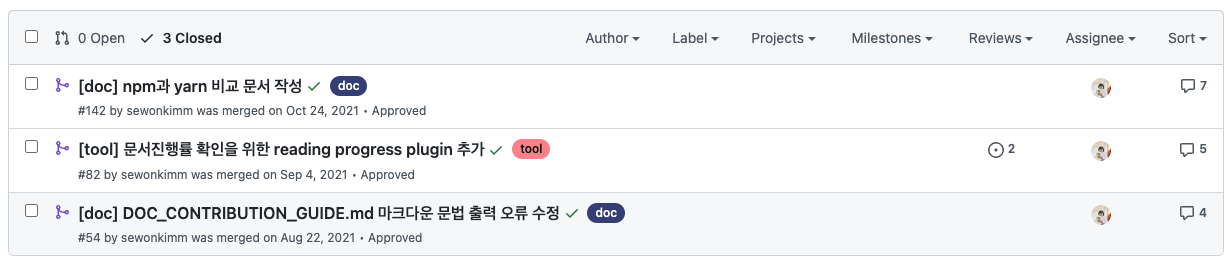 0 Open 3 Closed Author Label Projects Milestones Reviews Assignee Sort
[doc] npm과 yarn 비교 문서 작성 doc 7
#142 by sewonkimm was merged on Oct 24, 2021 • Approved
[tool] 문서진행률 확인을 위한 reading progress plugin 추가 tool 2 5
#82 by sewonkimm was merged on Sep 4, 2021 • Approved
[doc] DOC_CONTRIBUTION_GUIDE.md 마크다운 문법 출력 오류 수정 doc 4
#54 by sewonkimm was merged on Aug 22, 2021 • Approved